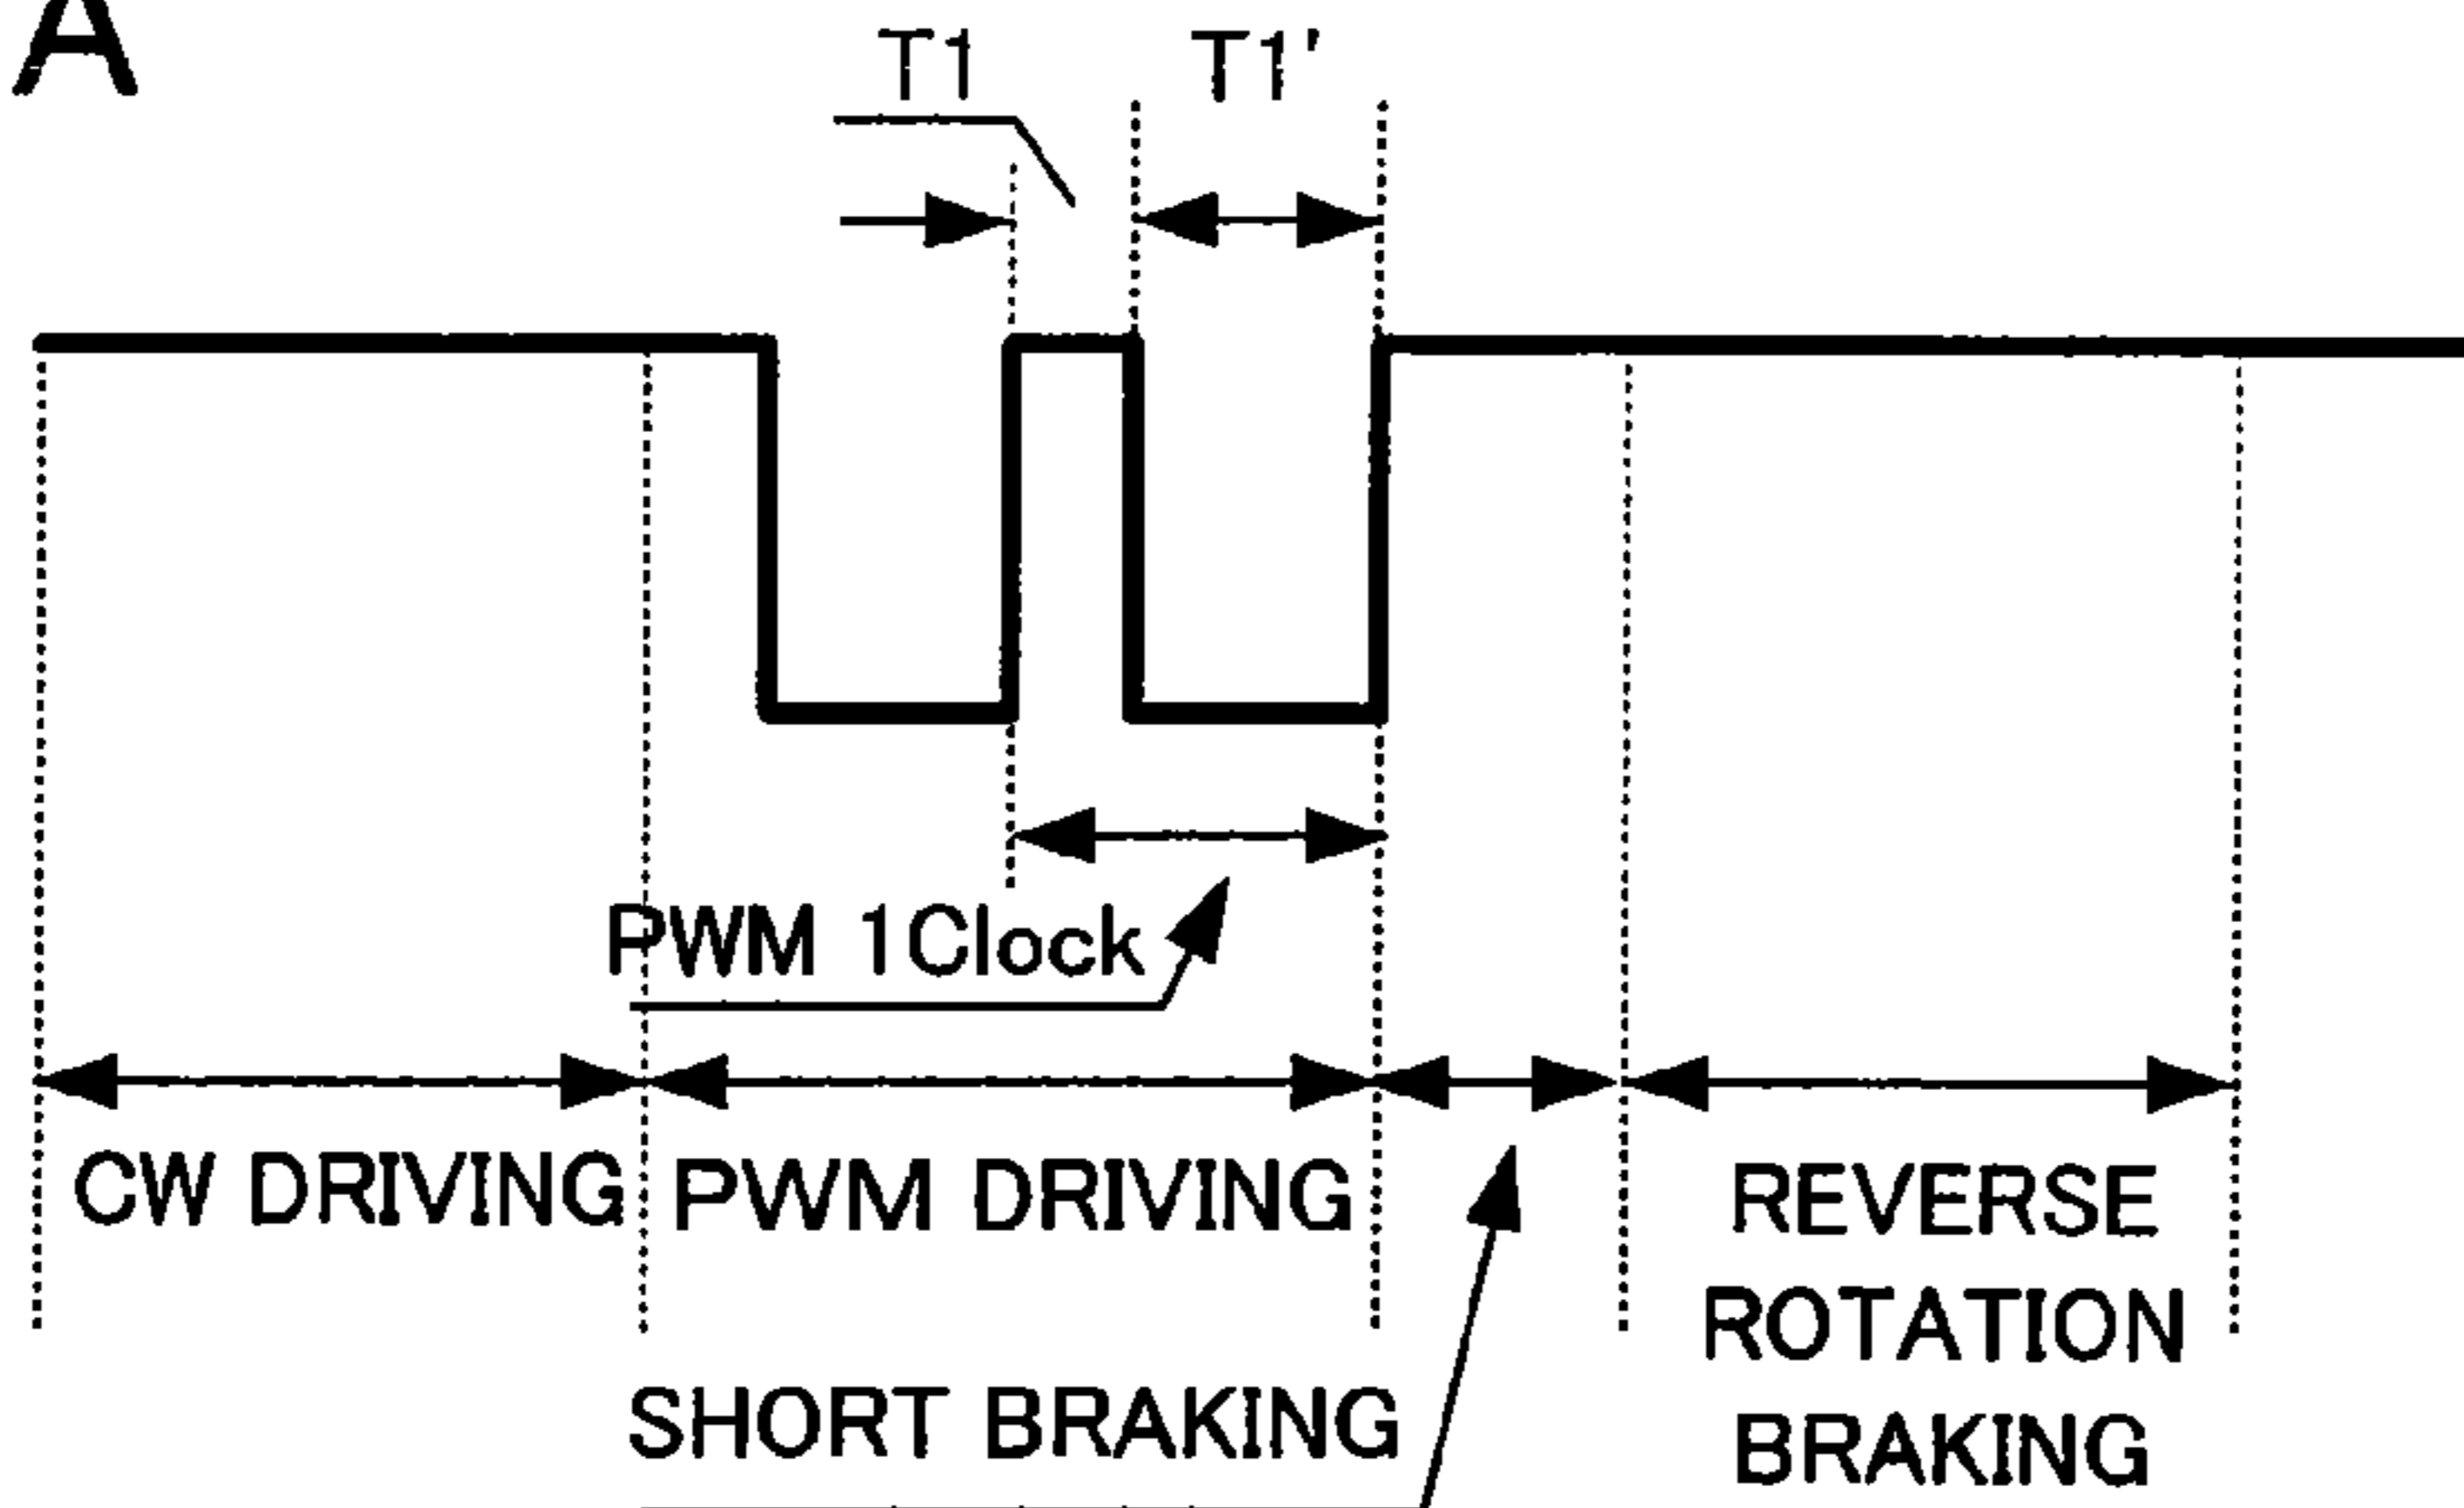 A
T1
T1'
PWM 1Clock
CW DRIVING
PWM DRIVING
SHORT BRAKING
REVERSE
ROTATION
BRAKING